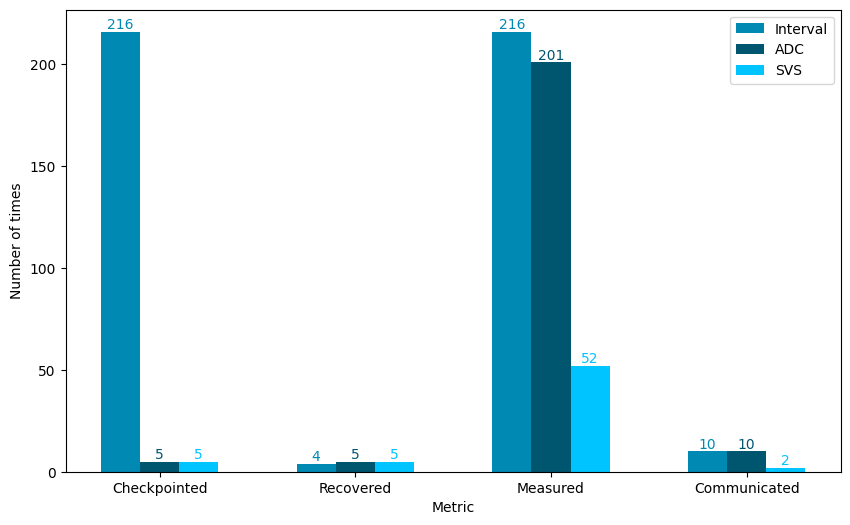 216
216
201
5
5
4
5
5
52
10
10
2
Interval
ADC
SVS
200
150
100
50
0
Number of times
Checkpointed
Recovered
Measured
Communicated
Metric